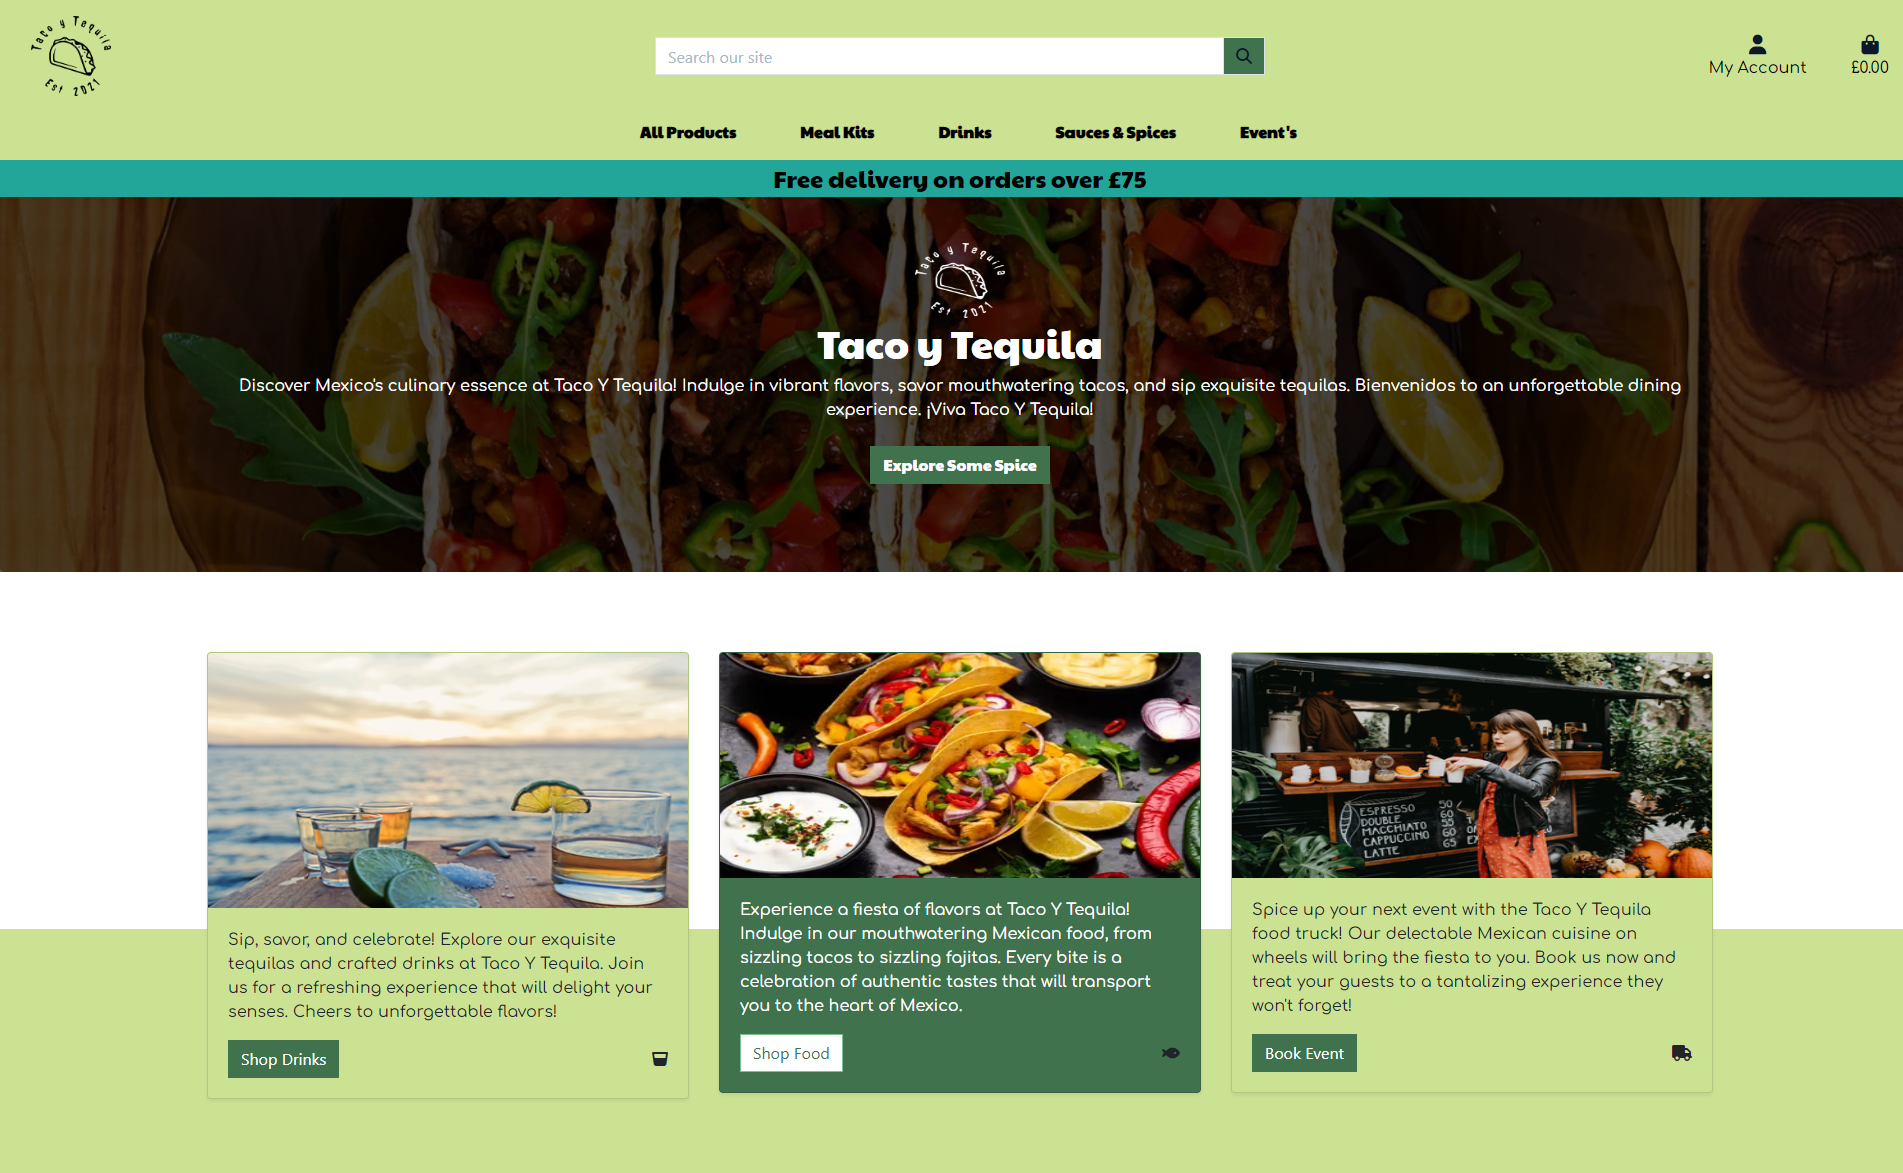 Taco y Tequila
Est 2021
Search our site
My Account
£0.00
All Products
Meal Kits
Drinks
Sauces & Spices
Event's
Free delivery on orders over £75
Taco y Tequila
Est 2021
Taco y Tequila
Discover Mexico's culinary essence at Taco Y Tequila! Indulge in vibrant flavors, savor mouthwatering tacos, and sip exquisite tequilas. Bienvenidos to an unforgettable dining
experience. ¡Viva Taco Y Tequila!
Explore Some Spice
Sip, savor, and celebrate! Explore our exquisite
tequilas and crafted drinks at Taco Y Tequila. Join
us for a refreshing experience that will delight your
senses. Cheers to unforgettable flavors!
Shop Drinks
Experience a fiesta of flavors at Taco Y Tequila!
Indulge in our mouthwatering Mexican food, from
sizzling tacos to sizzling fajitas. Every bite is a
celebration of authentic tastes that will transport
you to the heart of Mexico.
Shop Food
ESPRESSO 50
DOUBLE 60
MACCHIATO 55
CAPPUCCINO 60
LATTE 65
Spice up your next event with the Taco Y Tequila
food truck! Our delectable Mexican cuisine on
wheels will bring the fiesta to you. Book us now and
treat your guests to a tantalizing experience they
won't forget!
Book Event